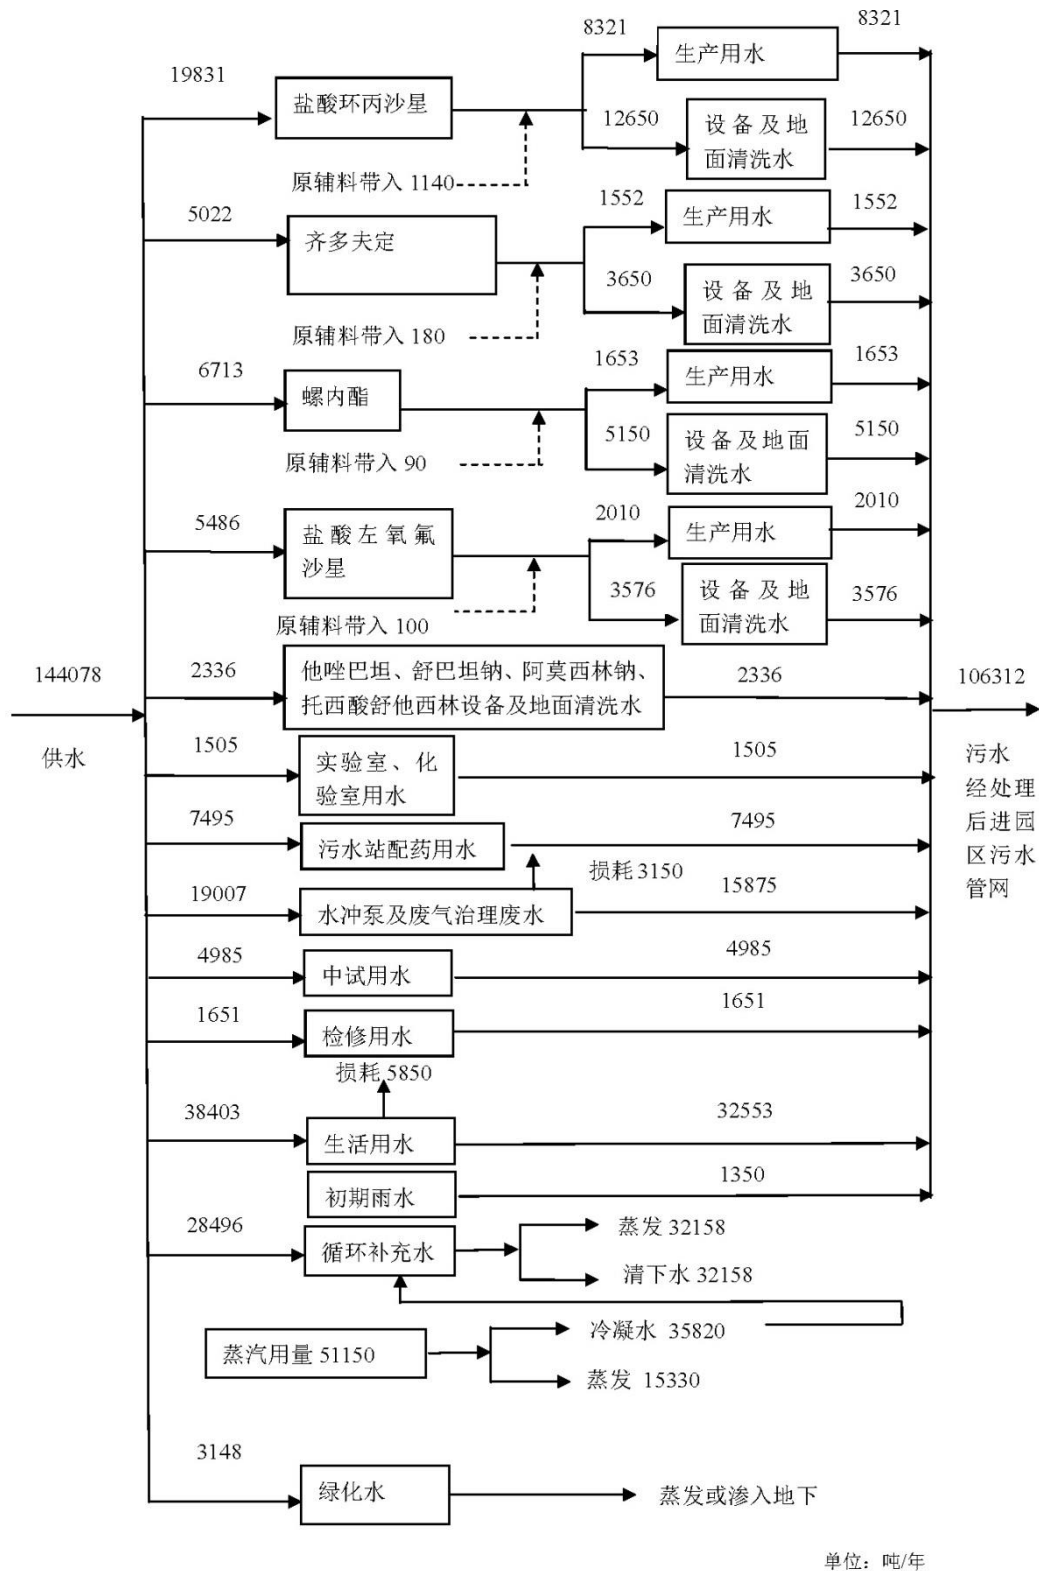 8321
8321
19831
生产用水
盐酸环丙沙星
12650
设备及地
面清洗水
12650
原辅料带入 1140
1552
1552
5022
生产用水
齐多夫定
3650
设备及地
面清洗水
3650
原辅料带入 180
1653
1653
6713
生产用水
螺内酯
5150
设备及地面
清洗水
5150
原辅料带入 90
2010
2010
5486
生产用水
盐酸左氧氟
沙星
3576
设备及地
面清洗水
3576
原辅料带入 100
144078
供水
2336
他唑巴坦、舒巴坦钠、阿莫西林钠、
托西酸舒他西林设备及地面清洗水
2336
106312
污水
经处理
后进园
区污水
管网
1505
实验室、化
验室用水
1505
7495
污水站配药用水
7495
损耗 3150
19007
水冲泵及废气治理废水
15875
4985
中试用水
4985
1651
检修用水
1651
损耗 5850
38403
生活用水
32553
初期雨水
1350
28496
循环补充水
蒸发 32158
清下水 32158
蒸汽用量 51150
冷凝水 35820
蒸发 15330
3148
绿化水
蒸发或渗入地下
单位：吨/年